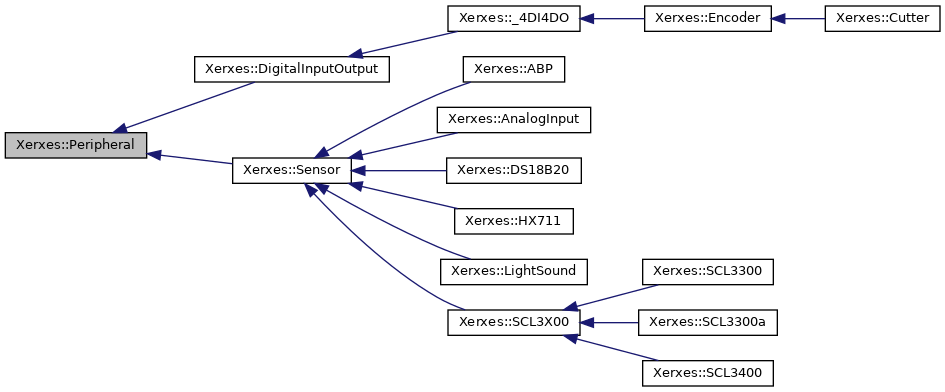 Xerxes::_4DI4DO
Xerxes::Encoder
Xerxes::Cutter
Xerxes::DigitalInputOutput
Xerxes::ABP
Xerxes::AnalogInput
Xerxes::Peripheral
Xerxes::Sensor
Xerxes::DS18B20
Xerxes::HX711
Xerxes::LightSound
Xerxes::SCL3300
Xerxes::SCL3X00
Xerxes::SCL3300a
Xerxes::SCL3400